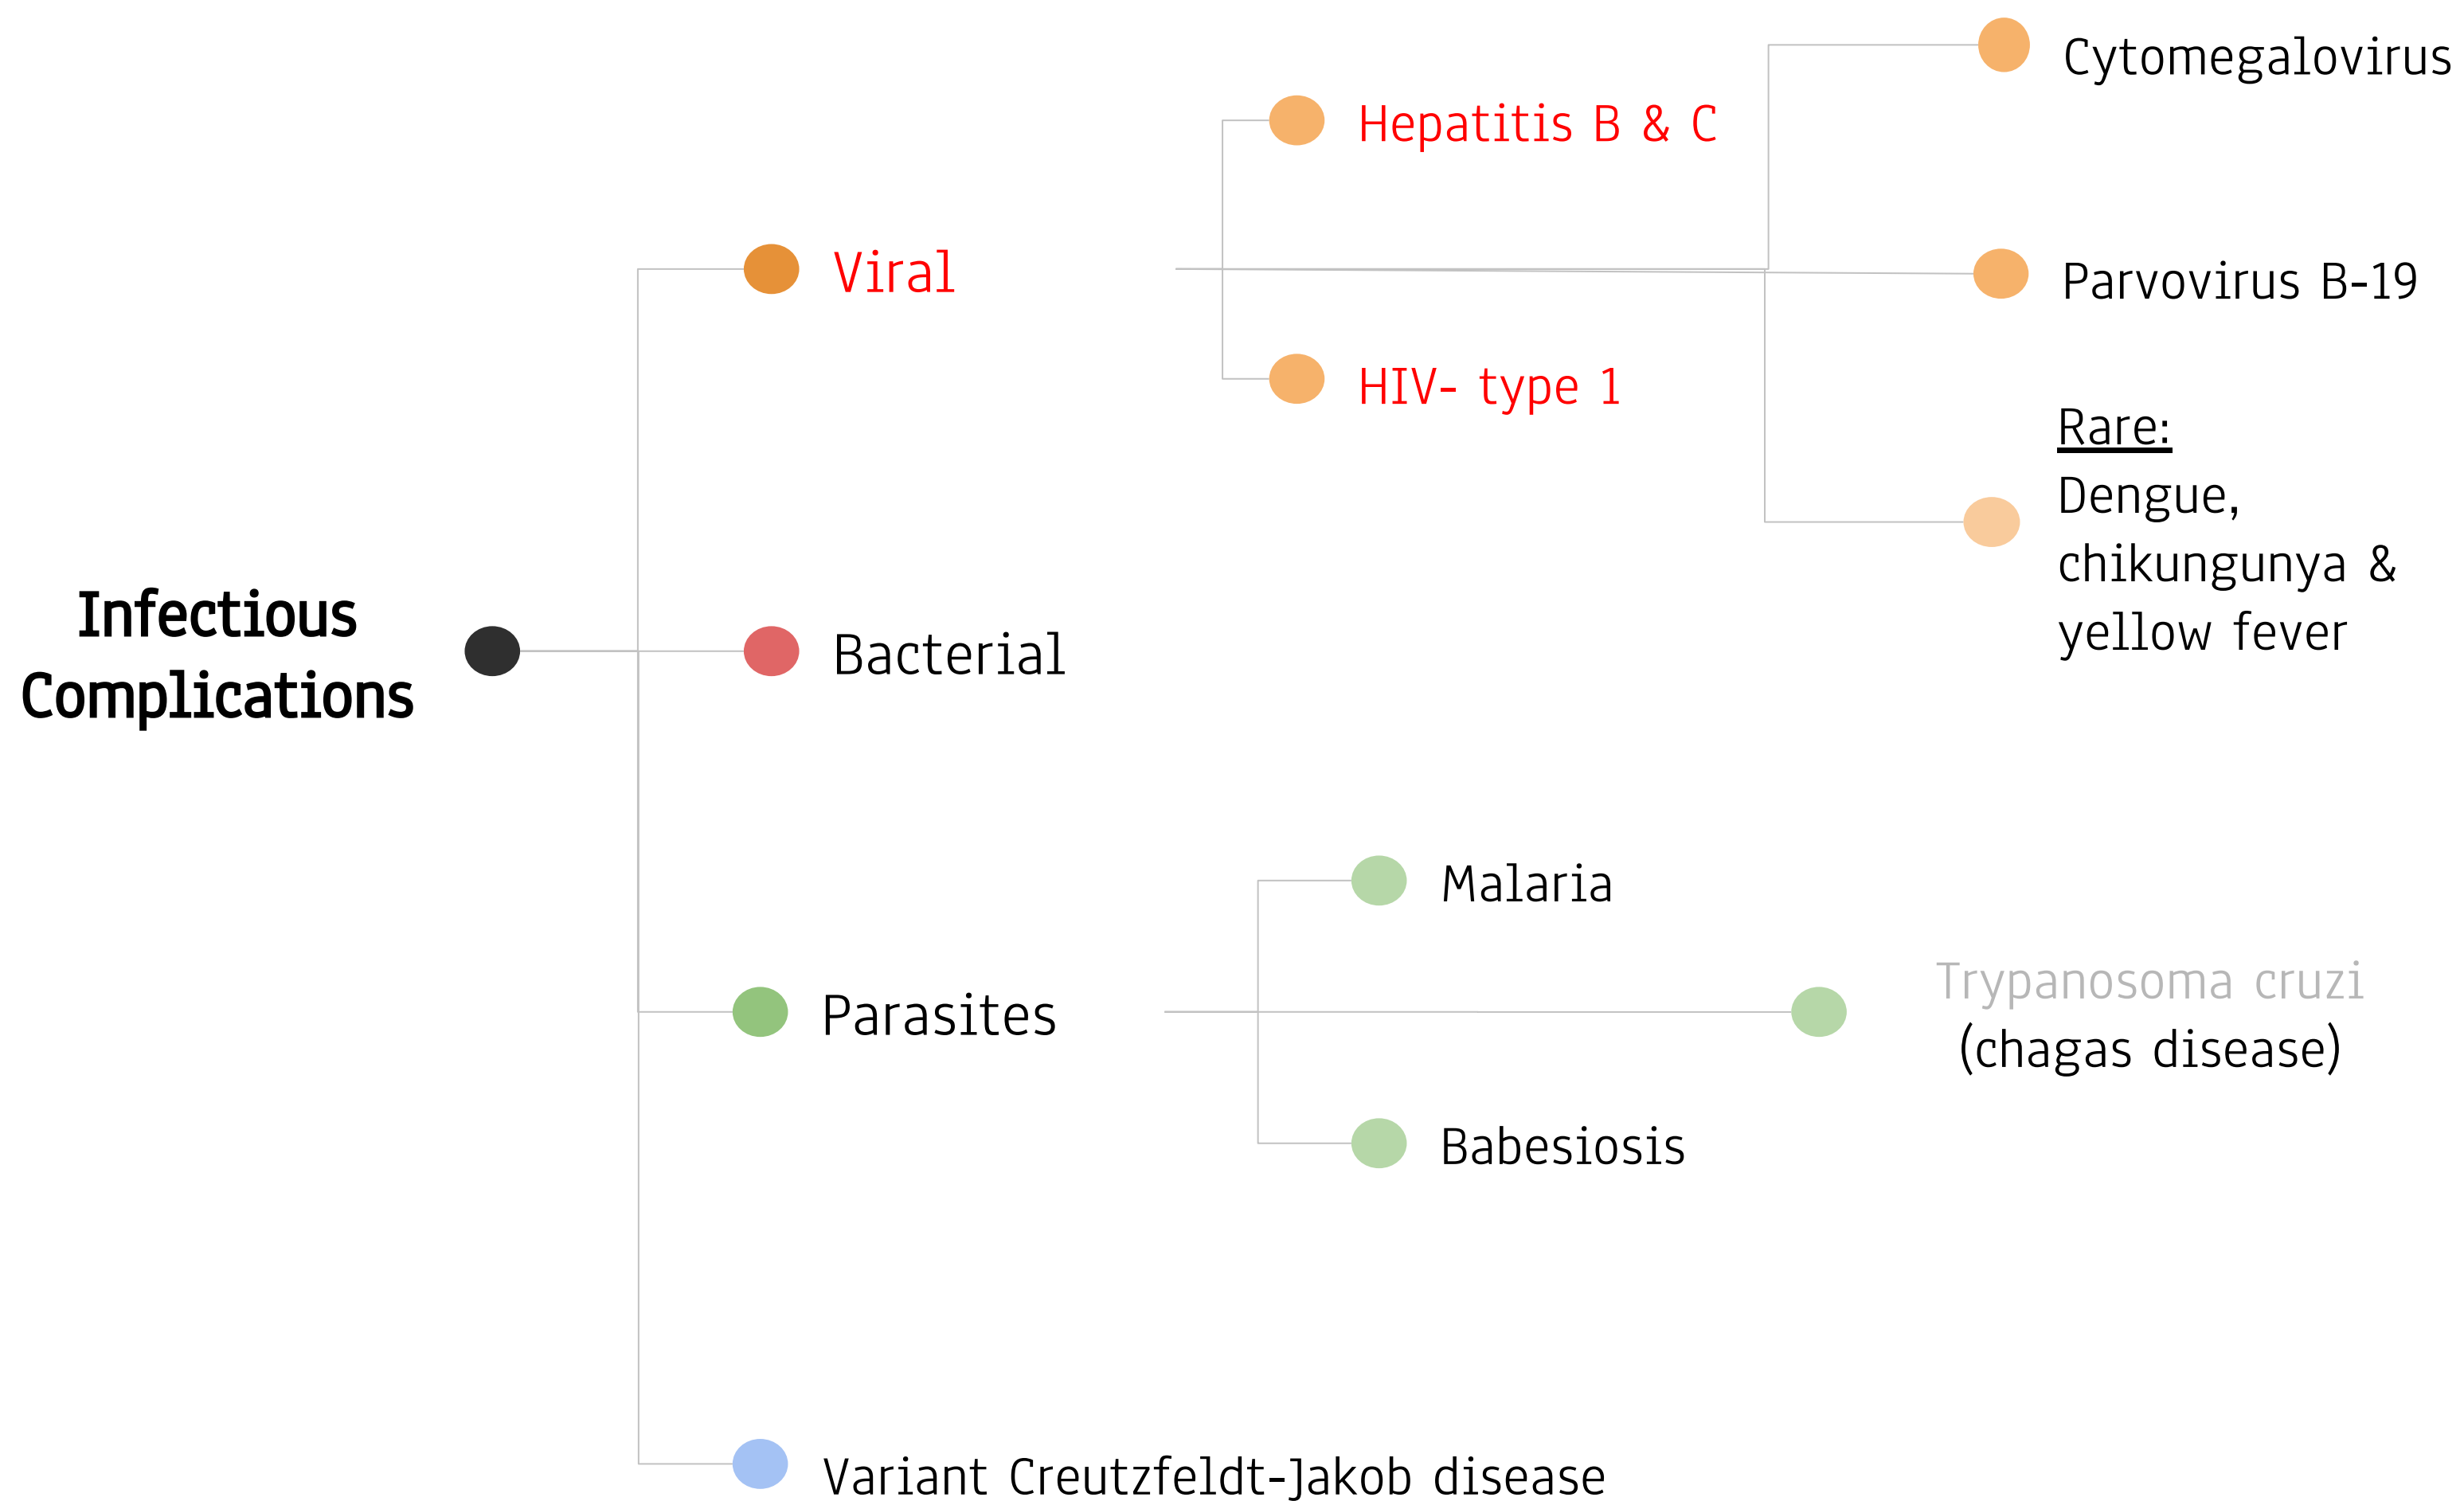 Infectious
Complications
Viral
Hepatitis B & C
HIV- type 1
Cytomegalovirus
Parvovirus B-19
Rare:
Dengue,
chikungunya &
yellow fever
Bacterial
Parasites
Malaria
Trypanosoma cruzi
(chagas disease)
Babesiosis
Variant Creutzfeldt-Jakob disease